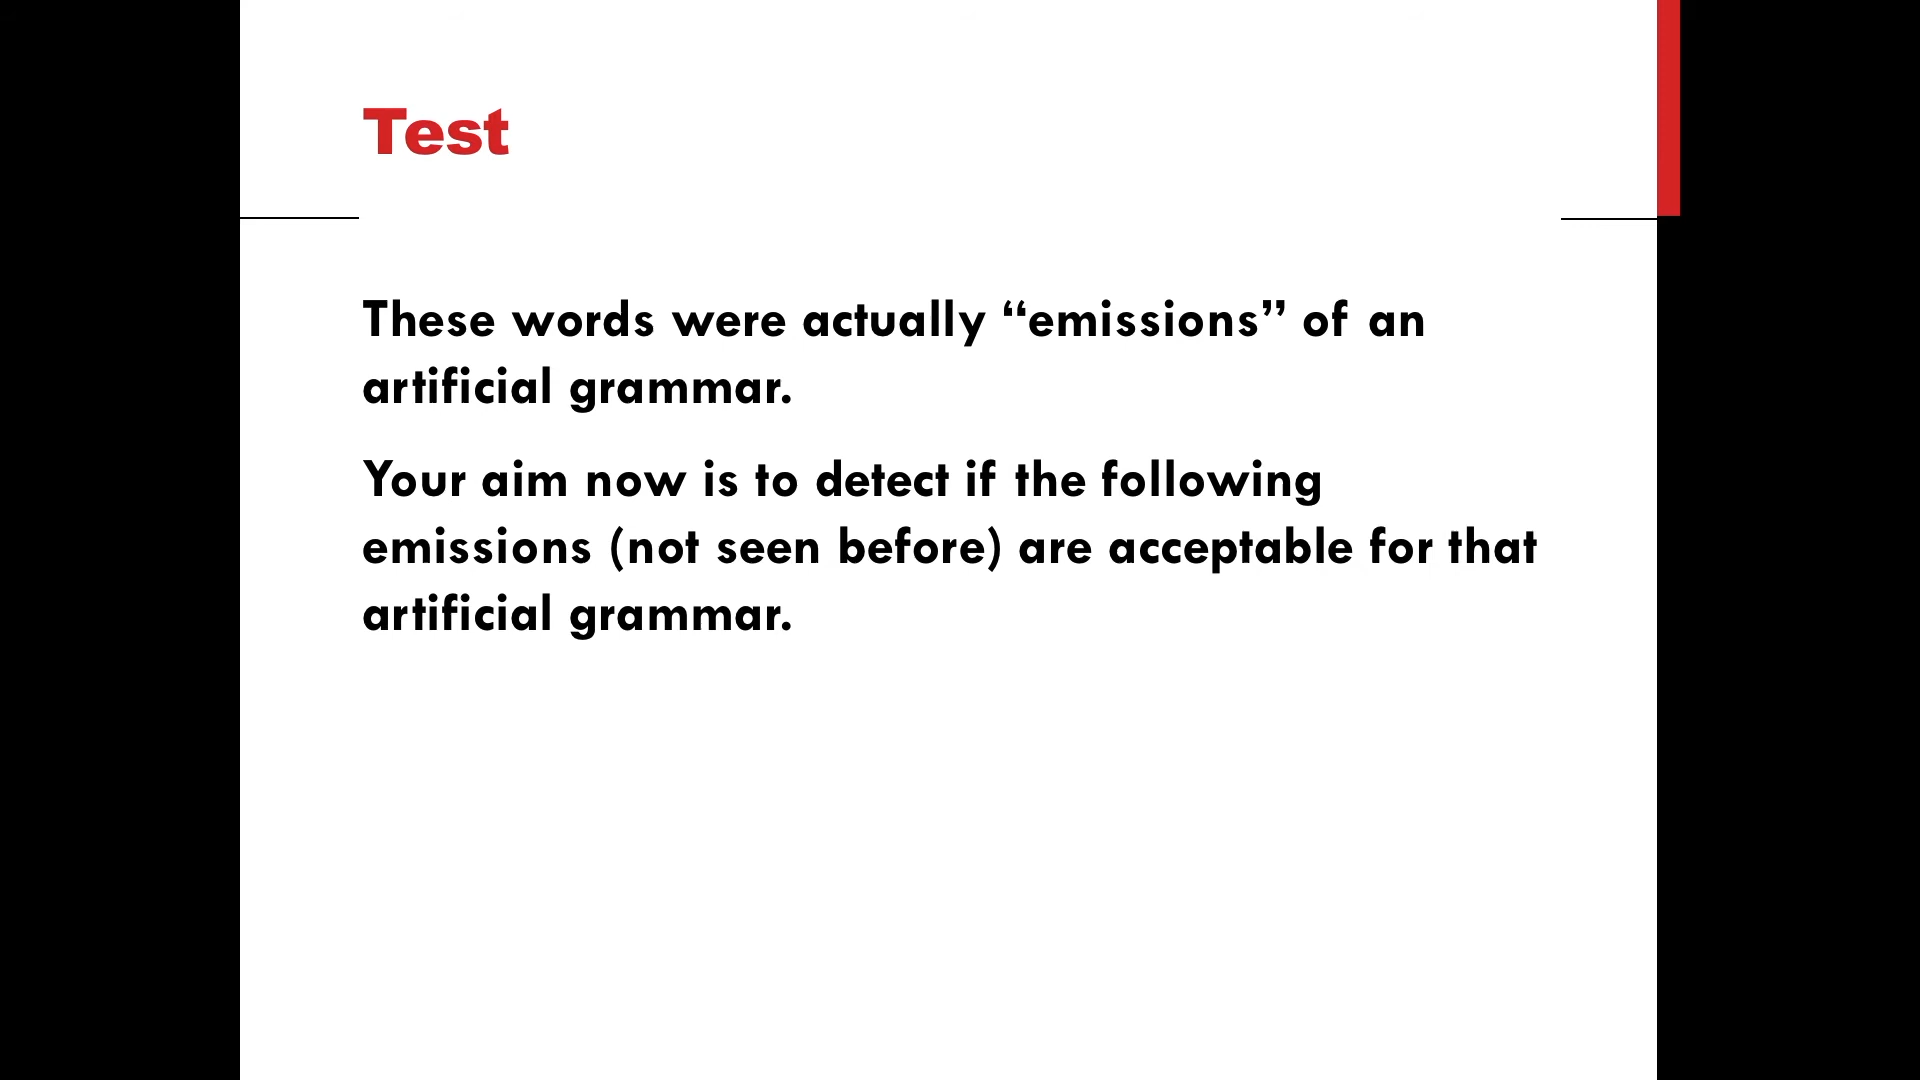 Test
These words were actually “emissions” of an
artificial grammar.
Your aim now is to detect if the following
emissions (not seen before) are acceptable for that
artificial grammar.